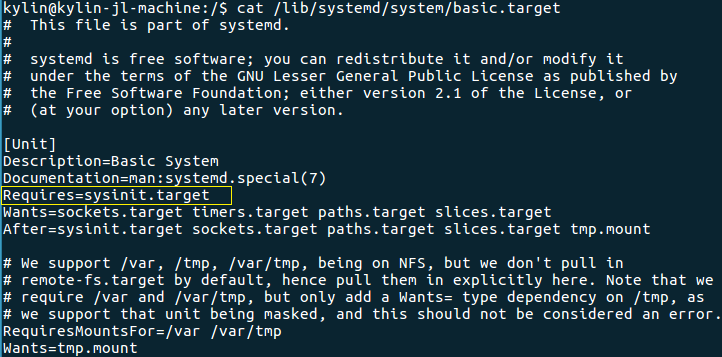 kylin@kylin-jl-machine:/$ cat /lib/systemd/system/basic.target
#  This file is part of systemd.
#
#  systemd is free software; you can redistribute it and/or modify it
#  under the terms of the GNU Lesser General Public License as published by
#  the Free Software Foundation; either version 2.1 of the License, or
#  (at your option) any later version.

[Unit]
Description=Basic System
Documentation=man:systemd.special(7)
Requires=sysinit.target
Wants=sockets.target timers.target paths.target slices.target
After=sysinit.target sockets.target paths.target slices.target tmp.mount

# We support /var, /tmp, /var/tmp, being on NFS, but we don't pull in
# remote-fs.target by default, hence pull them in explicitly here. Note that we
# require /var and /var/tmp, but only add a Wants= type dependency on /tmp, as
# we support that unit being masked, and this should not be considered an error.
RequiresMountsFor=/var /var/tmp
Wants=tmp.mount